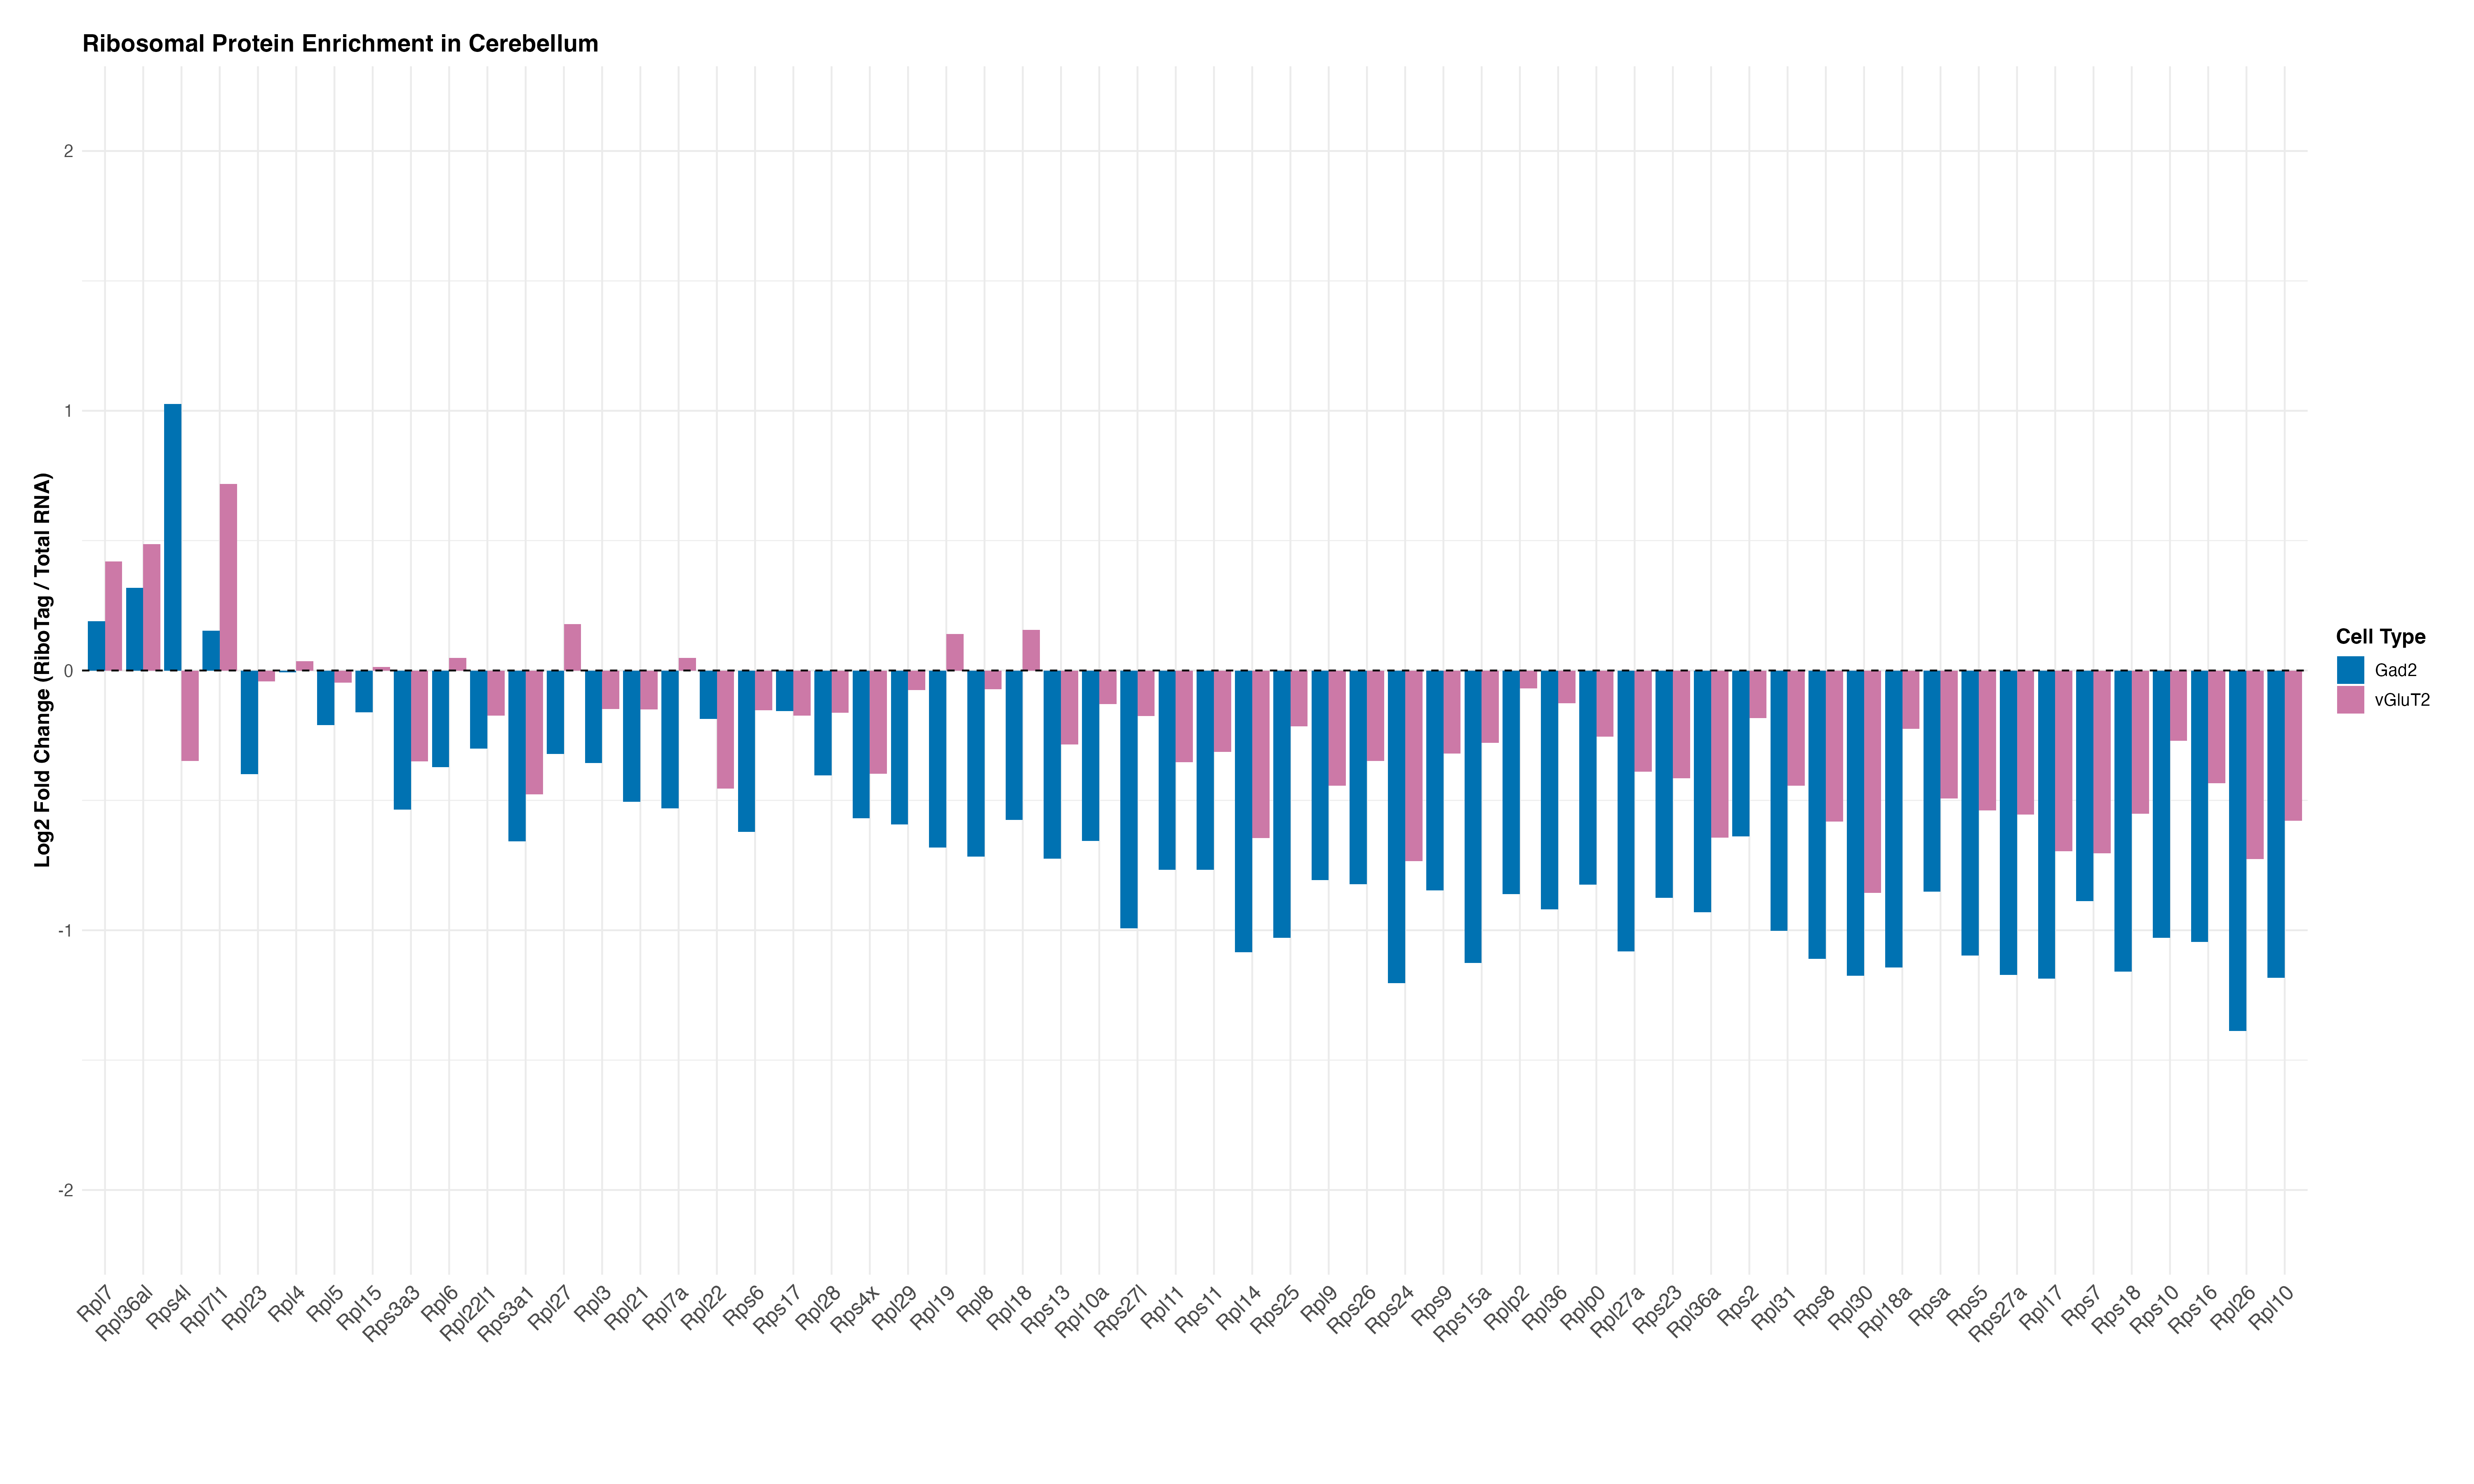 Ribosomal Protein Enrichment in Cerebellum
2
1
0
-1
-2
Log2 Fold Change (RiboTag / Total RNA)
Rpl7
Rpl36al
Rps4l
Rpl7l1
Rpl23
Rpl4
Rpl5
Rpl15
Rps3a3
Rpl6
Rpl22l1
Rps3a1
Rpl27
Rpl3
Rpl21
Rpl7a
Rpl22
Rps6
Rps17
Rpl28
Rps4x
Rpl29
Rpl19
Rpl8
Rpl18
Rps13
Rpl10a
Rps27l
Rpl11
Rps11
Rpl14
Rps25
Rpl9
Rps26
Rps24
Rps9
Rps15a
Rplp2
Rpl36
Rplp0
Rpl27a
Rps23
Rpl36a
Rps2
Rpl31
Rps8
Rpl30
Rpl18a
Rpsa
Rps5
Rps27a
Rpl17
Rps7
Rps18
Rps10
Rps16
Rpl26
Rpl10
Cell Type
Gad2
vGluT2